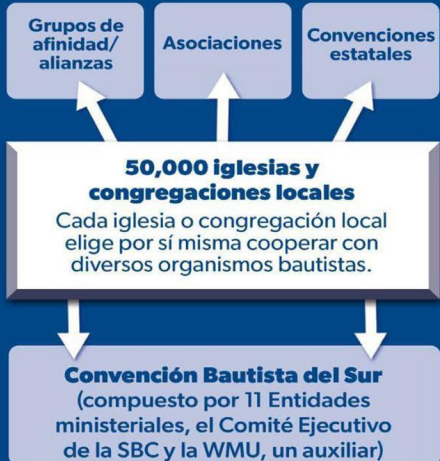 Grupos de
afinidad/
alianzas
Asociaciones
Convenciones
estatales
50,000 iglesias y
congregaciones locales
Cada iglesia o congregación local
elige por sí misma cooperar con
diversos organismos bautistas.
Convención Bautista del Sur
(compuesto por 11 Entidades
ministeriales, el Comité Ejecutivo
de la SBC y la WMU, un auxiliar)